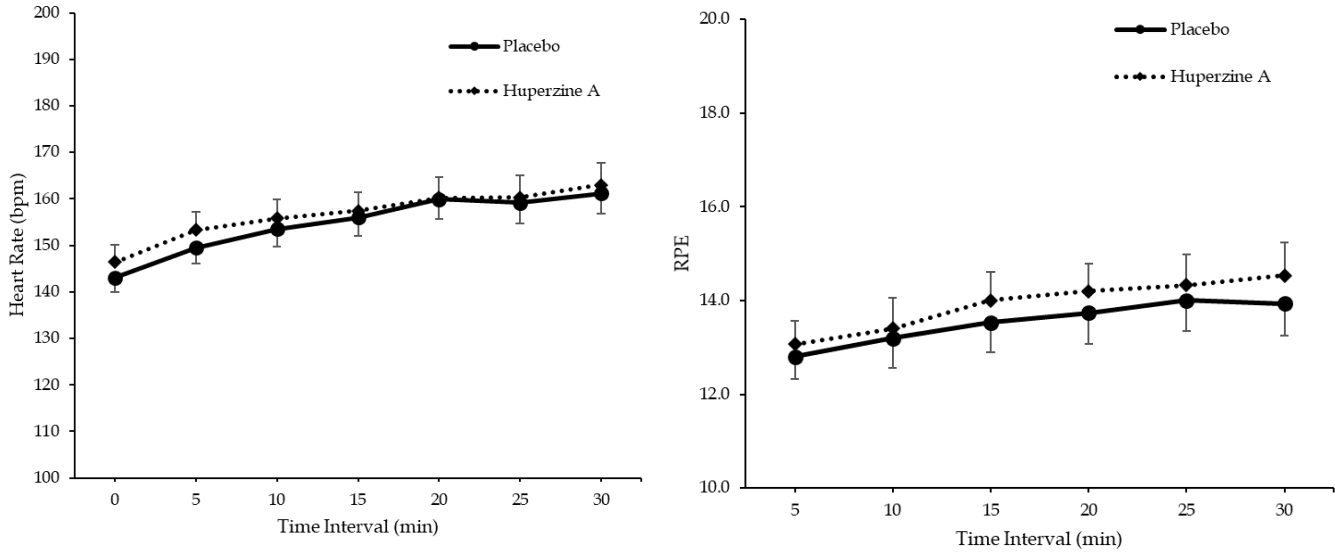 200
190
180
170
160
150
140
130
120
110
100
Heart Rate (bpm)
Placebo
Huperzine A
0 5 10 15 20 25 30
Time Interval (min)
20.0
18.0
16.0
14.0
12.0
10.0
RPE
Placebo
Huperzine A
5 10 15 20 25 30
Time Interval (min)